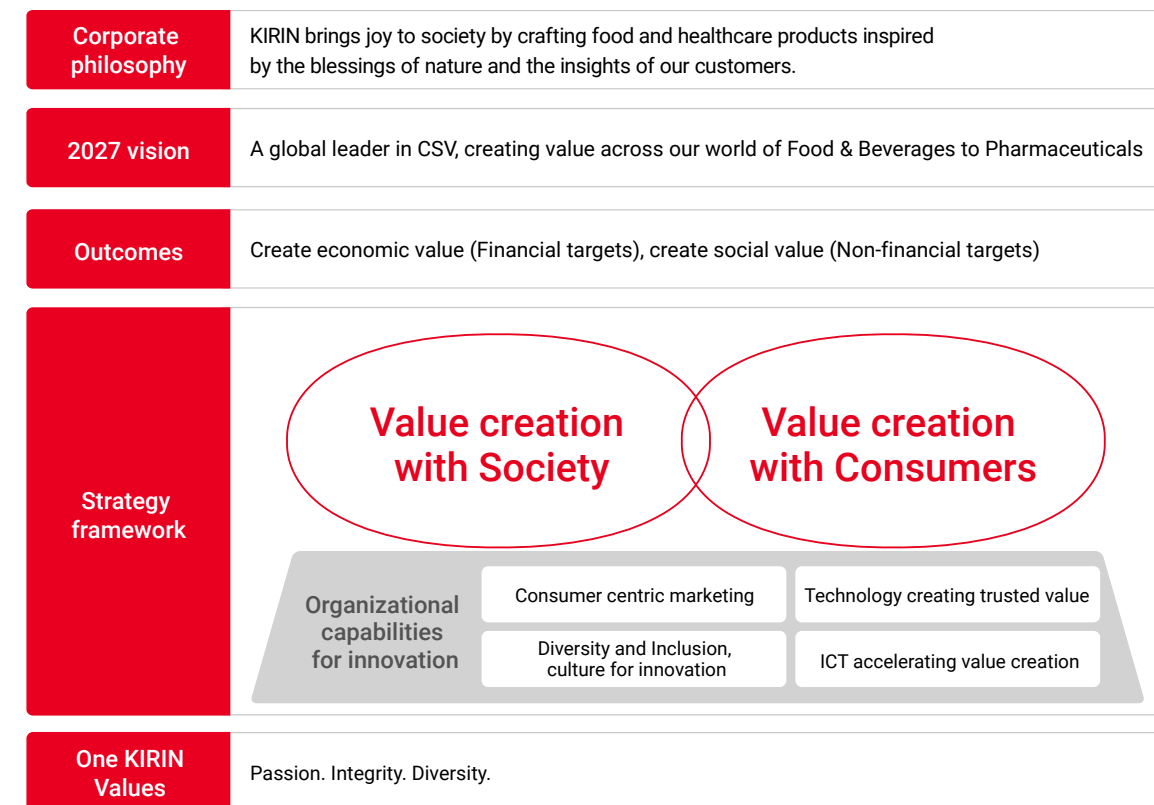 Corporate
philosophy
KIRIN brings joy to society by crafting food and healthcare products inspired
by the blessings of nature and the insights of our customers.
2027 vision
A global leader in CSV, creating value across our world of Food & Beverages to Pharmaceuticals
Outcomes
Create economic value (Financial targets), create social value (Non-financial targets)
Strategy
framework
Value creation
with Society
Value creation
with Consumers
Organizational
capabilities
for innovation
Consumer centric marketing
Technology creating trusted value
Diversity and Inclusion,
culture for innovation
ICT accelerating value creation
One KIRIN
Values
Passion. Integrity. Diversity.